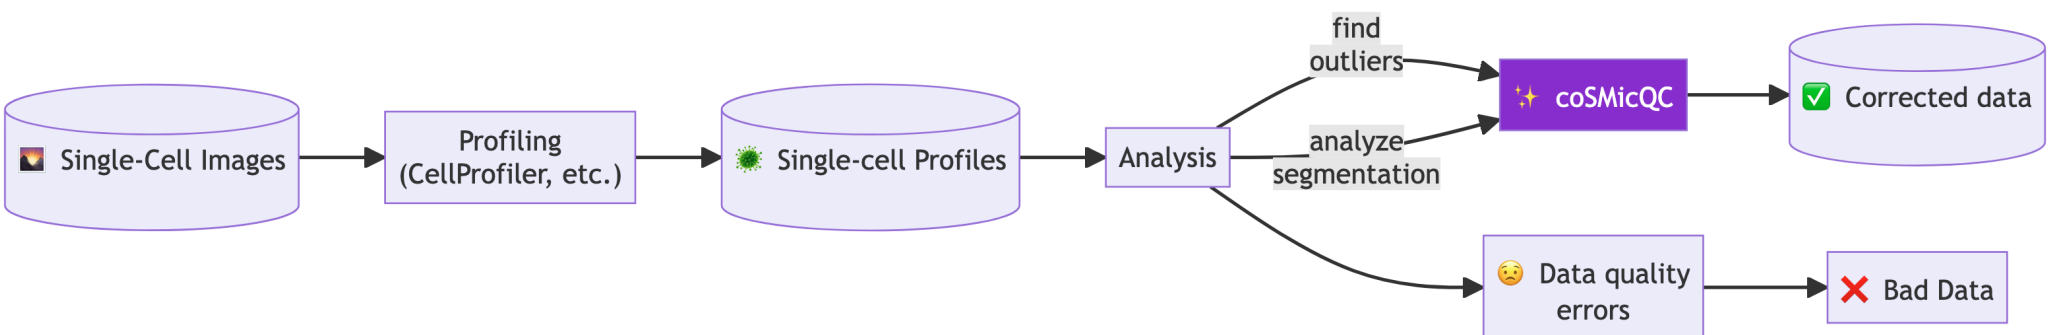 Single-Cell Images
Profiling
(CellProfiler, etc.)
Single-cell Profiles
Analysis
find
outliers
analyze
segmentation
coSMicQC
Corrected data
Data quality
errors
Bad Data